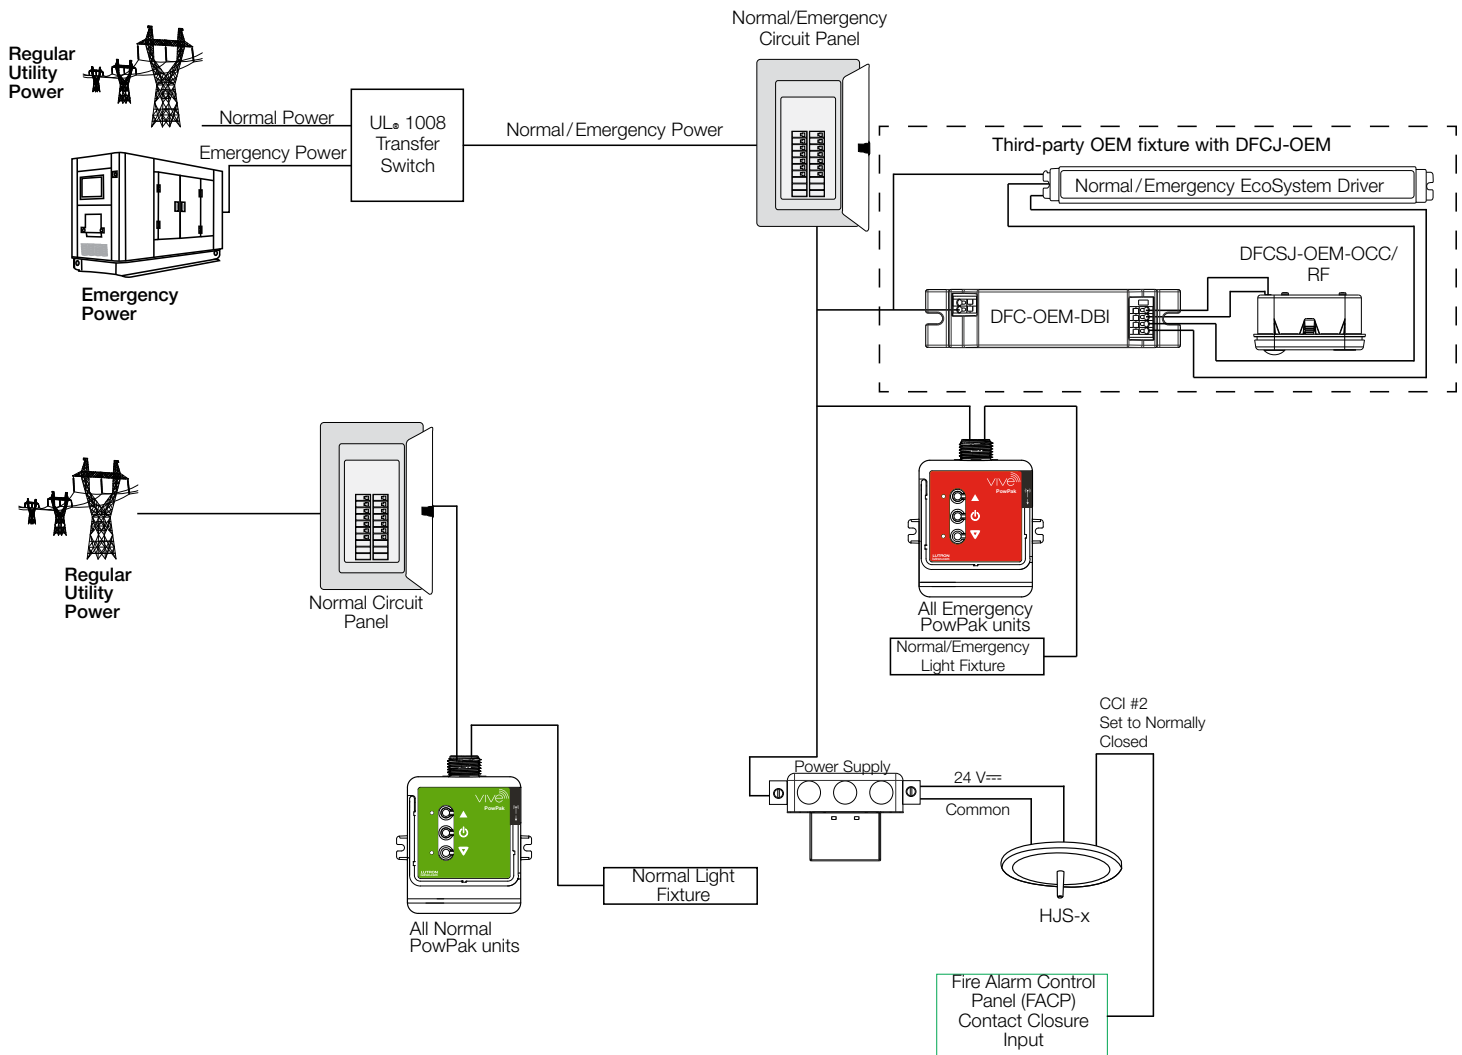 Normal/Emergency
Circuit Panel
Regular
Utility
Power
Normal Power
Emergency Power
UL® 1008
Transfer
Switch
Normal/Emergency Power
Emergency
Power
Third-party OEM fixture with DFCJ-OEM
Normal/Emergency EcoSystem Driver
DFCSJ-OEM-OCC/
RF
DFC-OEM-DBI
Regular
Utility
Power
Normal Circuit
Panel
vive
PowPak
LUTRON
All Emergency
PowPak units
Normal/Emergency
Light Fixture
vive
PowPak
LUTRON
All Normal
PowPak units
Normal Light
Fixture
Power Supply
24 V⎓
Common
CCI #2
Set to Normally
Closed
HJS-x
Fire Alarm Control
Panel (FACP)
Contact Closure
Input